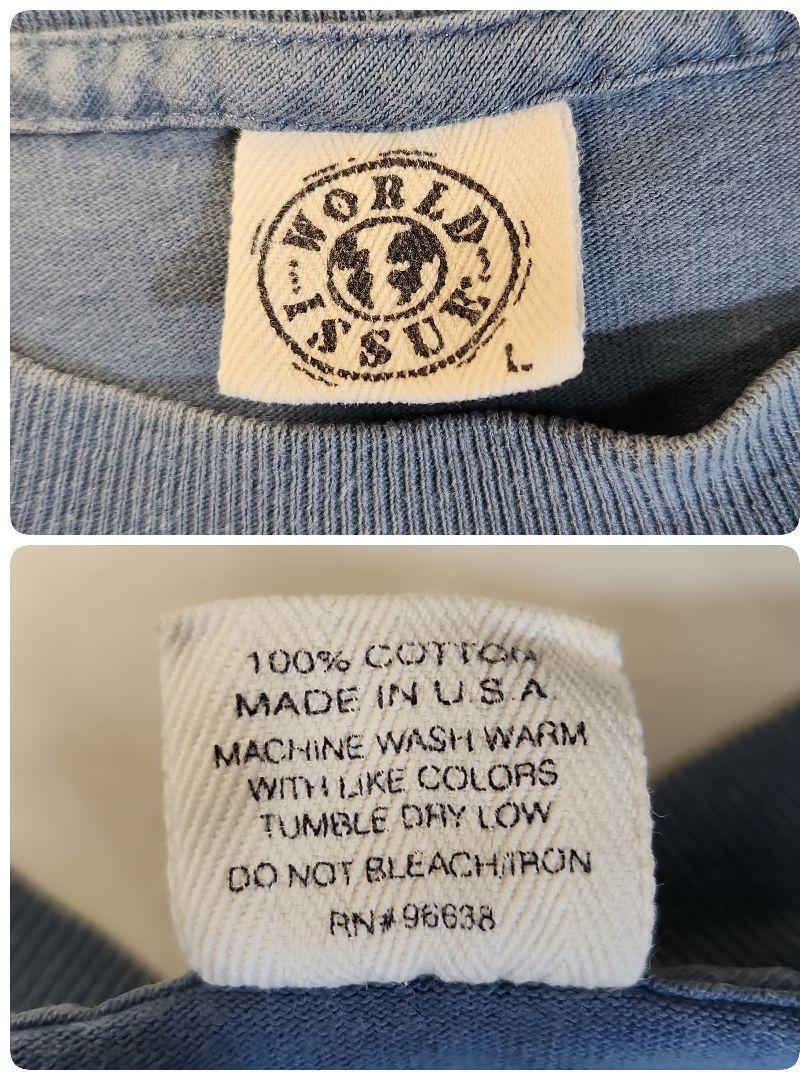 WORLD
ISSUE
L
100% COTTON
MADE IN U.S.A.
MACHINE WASH WARM
WITH LIKE COLORS
TUMBLE DRY LOW
DO NOT BLEACH/IRON
RN# 96638